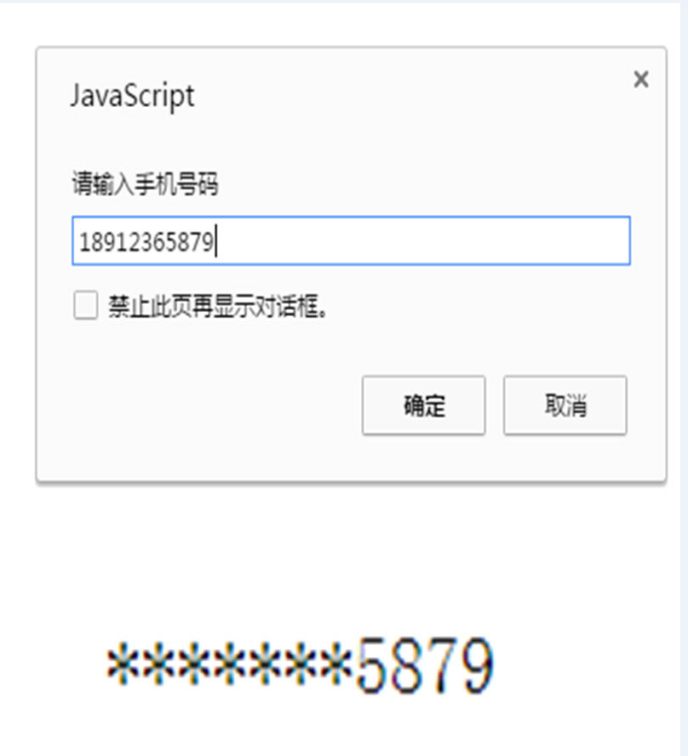 JavaScript
请输入手机号码
18912365879
禁止此页再显示对话框。
确定 取消
*******5879